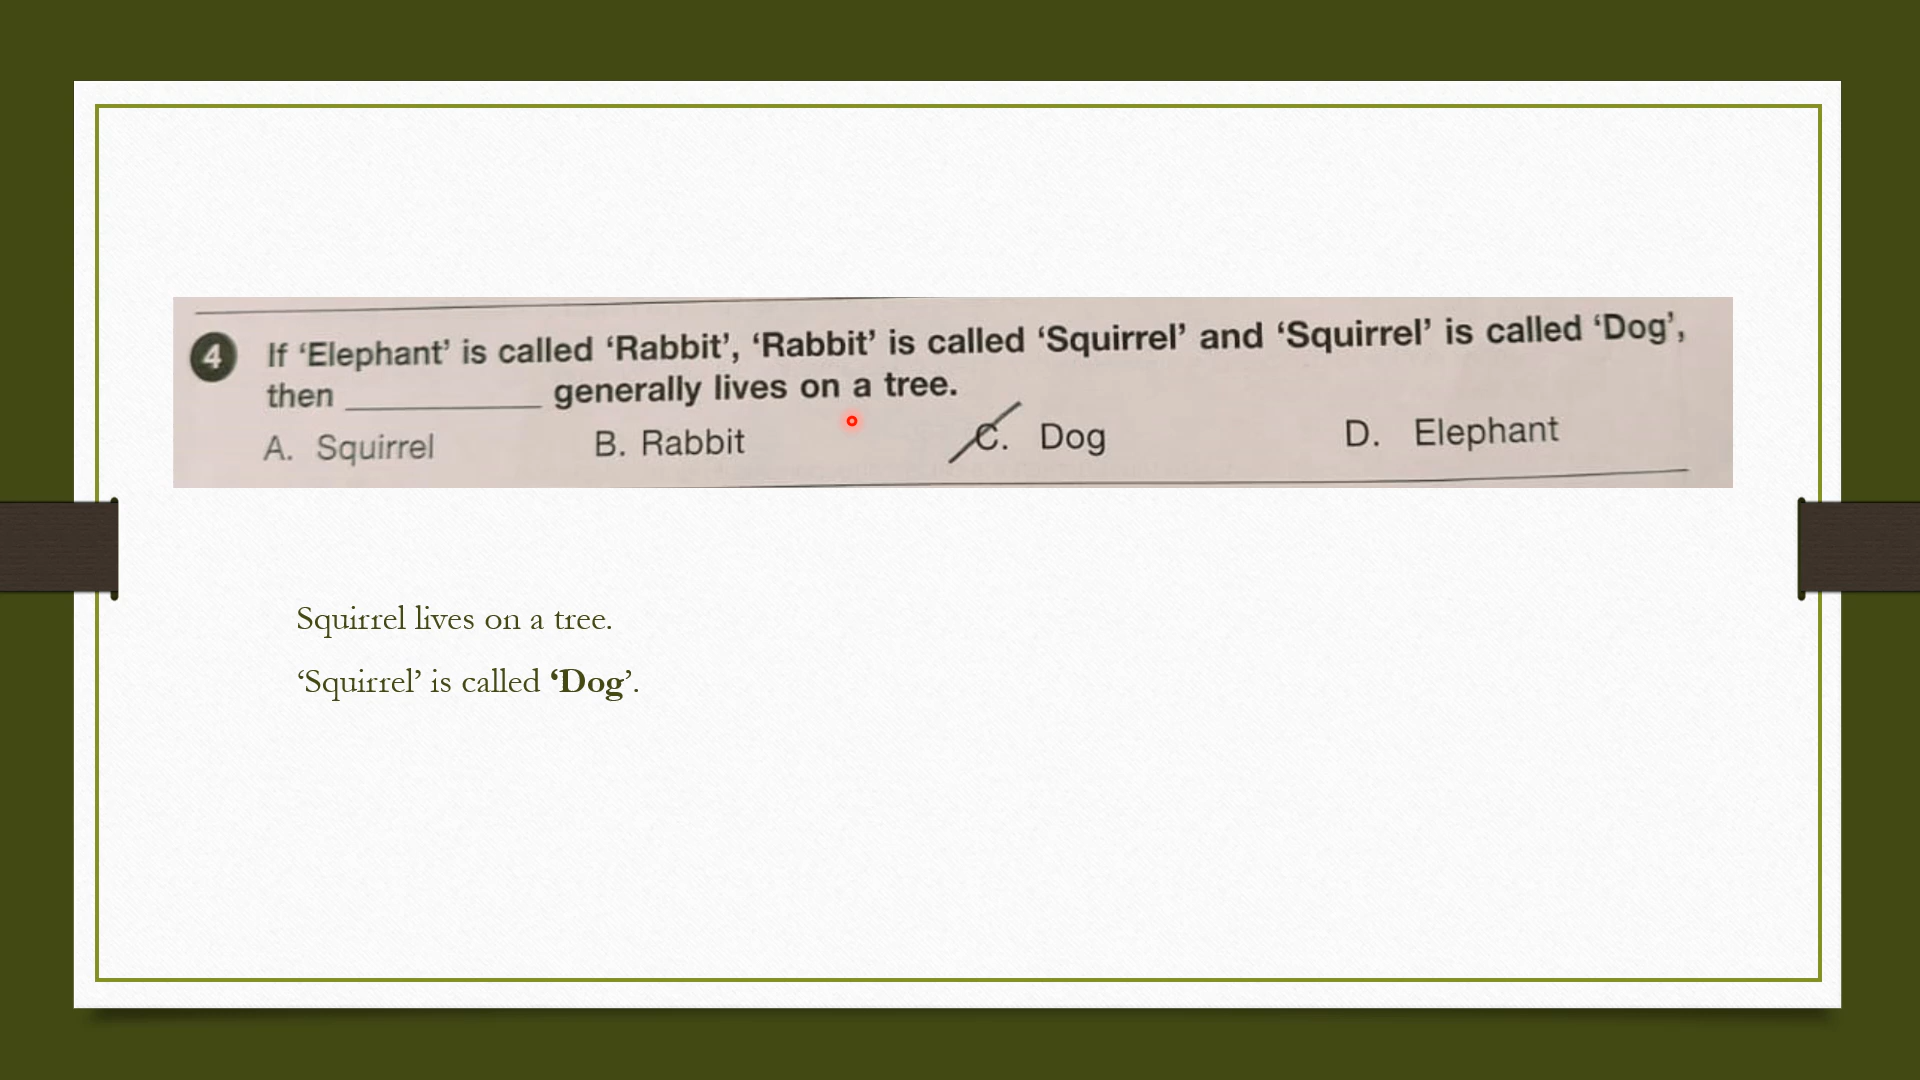 4 If ‘Elephant’ is called ‘Rabbit’, ‘Rabbit’ is called ‘Squirrel’ and ‘Squirrel’ is called ‘Dog’,
then __________ generally lives on a tree.
A. Squirrel B. Rabbit C. Dog D. Elephant
Squirrel lives on a tree.
‘Squirrel’ is called ‘Dog’.